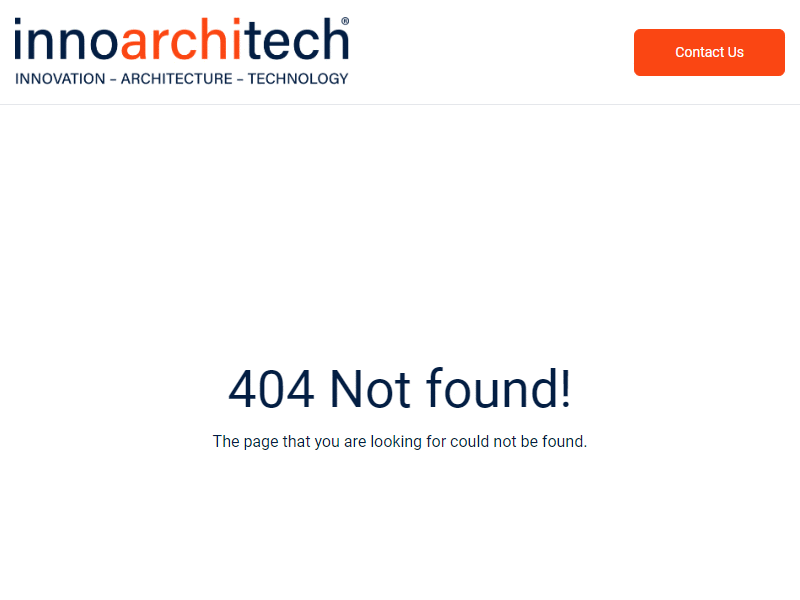 innoarchitech®
INNOVATION – ARCHITECTURE – TECHNOLOGY
Contact Us
404 Not found!
The page that you are looking for could not be found.